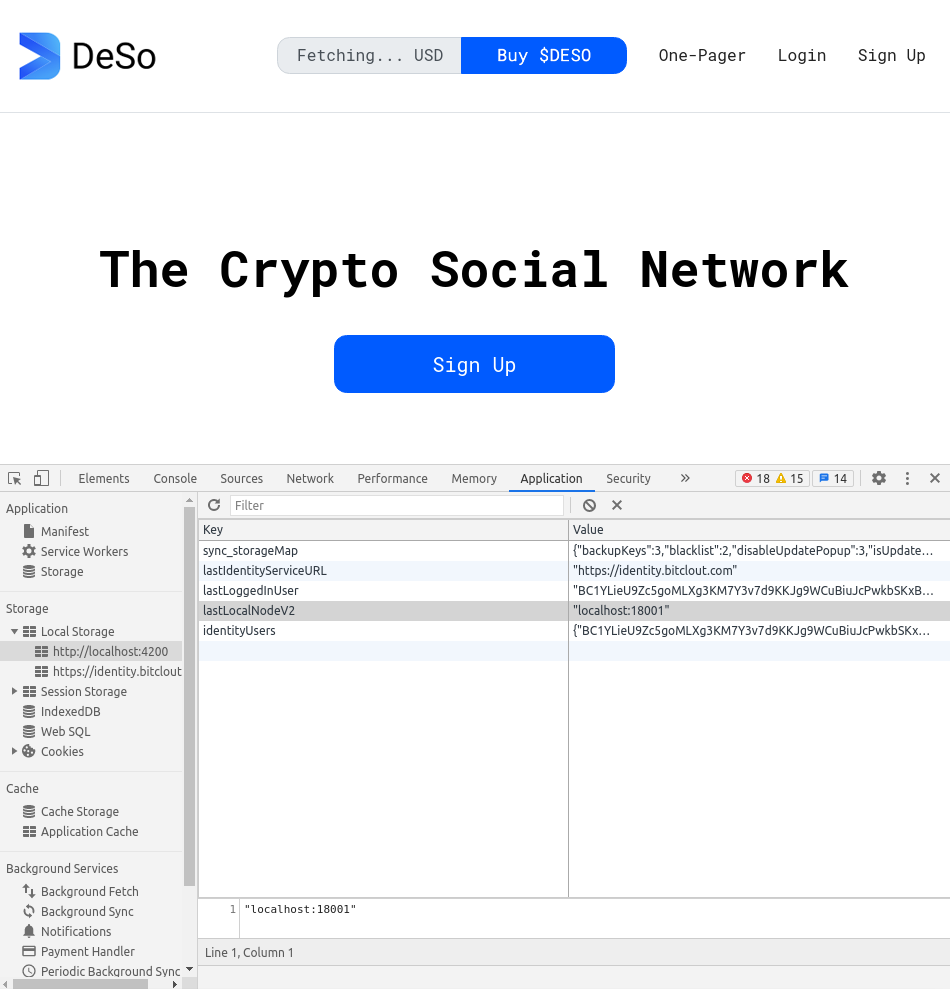 DeSo
Fetching... USD Buy $DESO One-Pager Login Sign Up
The Crypto Social Network
Sign Up
Elements Console Sources Network Performance Memory Application Security 18 15 14
Application
Manifest
Service Workers
Storage
Storage
Local Storage
http://localhost:4200
https://identity.bitclout
Session Storage
IndexedDB
Web SQL
Cookies
Cache
Cache Storage
Application Cache
Background Services
Background Fetch
Background Sync
Notifications
Payment Handler
Periodic Background Sync
Filter
Key Value
sync_storageMap {"backupKeys":3,"blacklist":2,"disableUpdatePopup":3,"isUpdate…
lastIdentityServiceURL "https://identity.bitclout.com"
lastLoggedInUser "BC1YLieU9Zc5goMLXg3KM7Y3v7d9KKJg9WCuBiuJcPwkbSKxB…
lastLocalNodeV2 "localhost:18001"
identityUsers {"BC1YLieU9Zc5goMLXg3KM7Y3v7d9KKJg9WCuBiuJcPwkbSKx…
1 "localhost:18001"
Line 1, Column 1